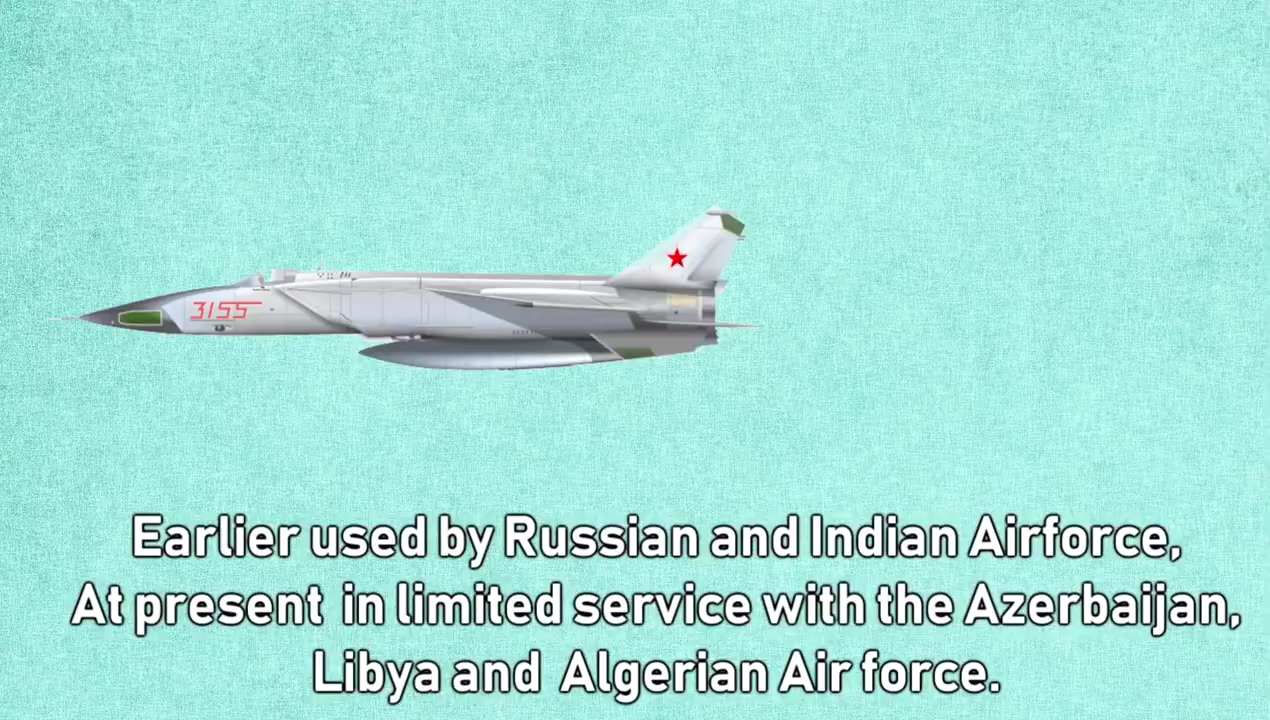 3155
Earlier used by Russian and Indian Airforce,
At present in limited service with the Azerbaijan,
Libya and Algerian Air force.